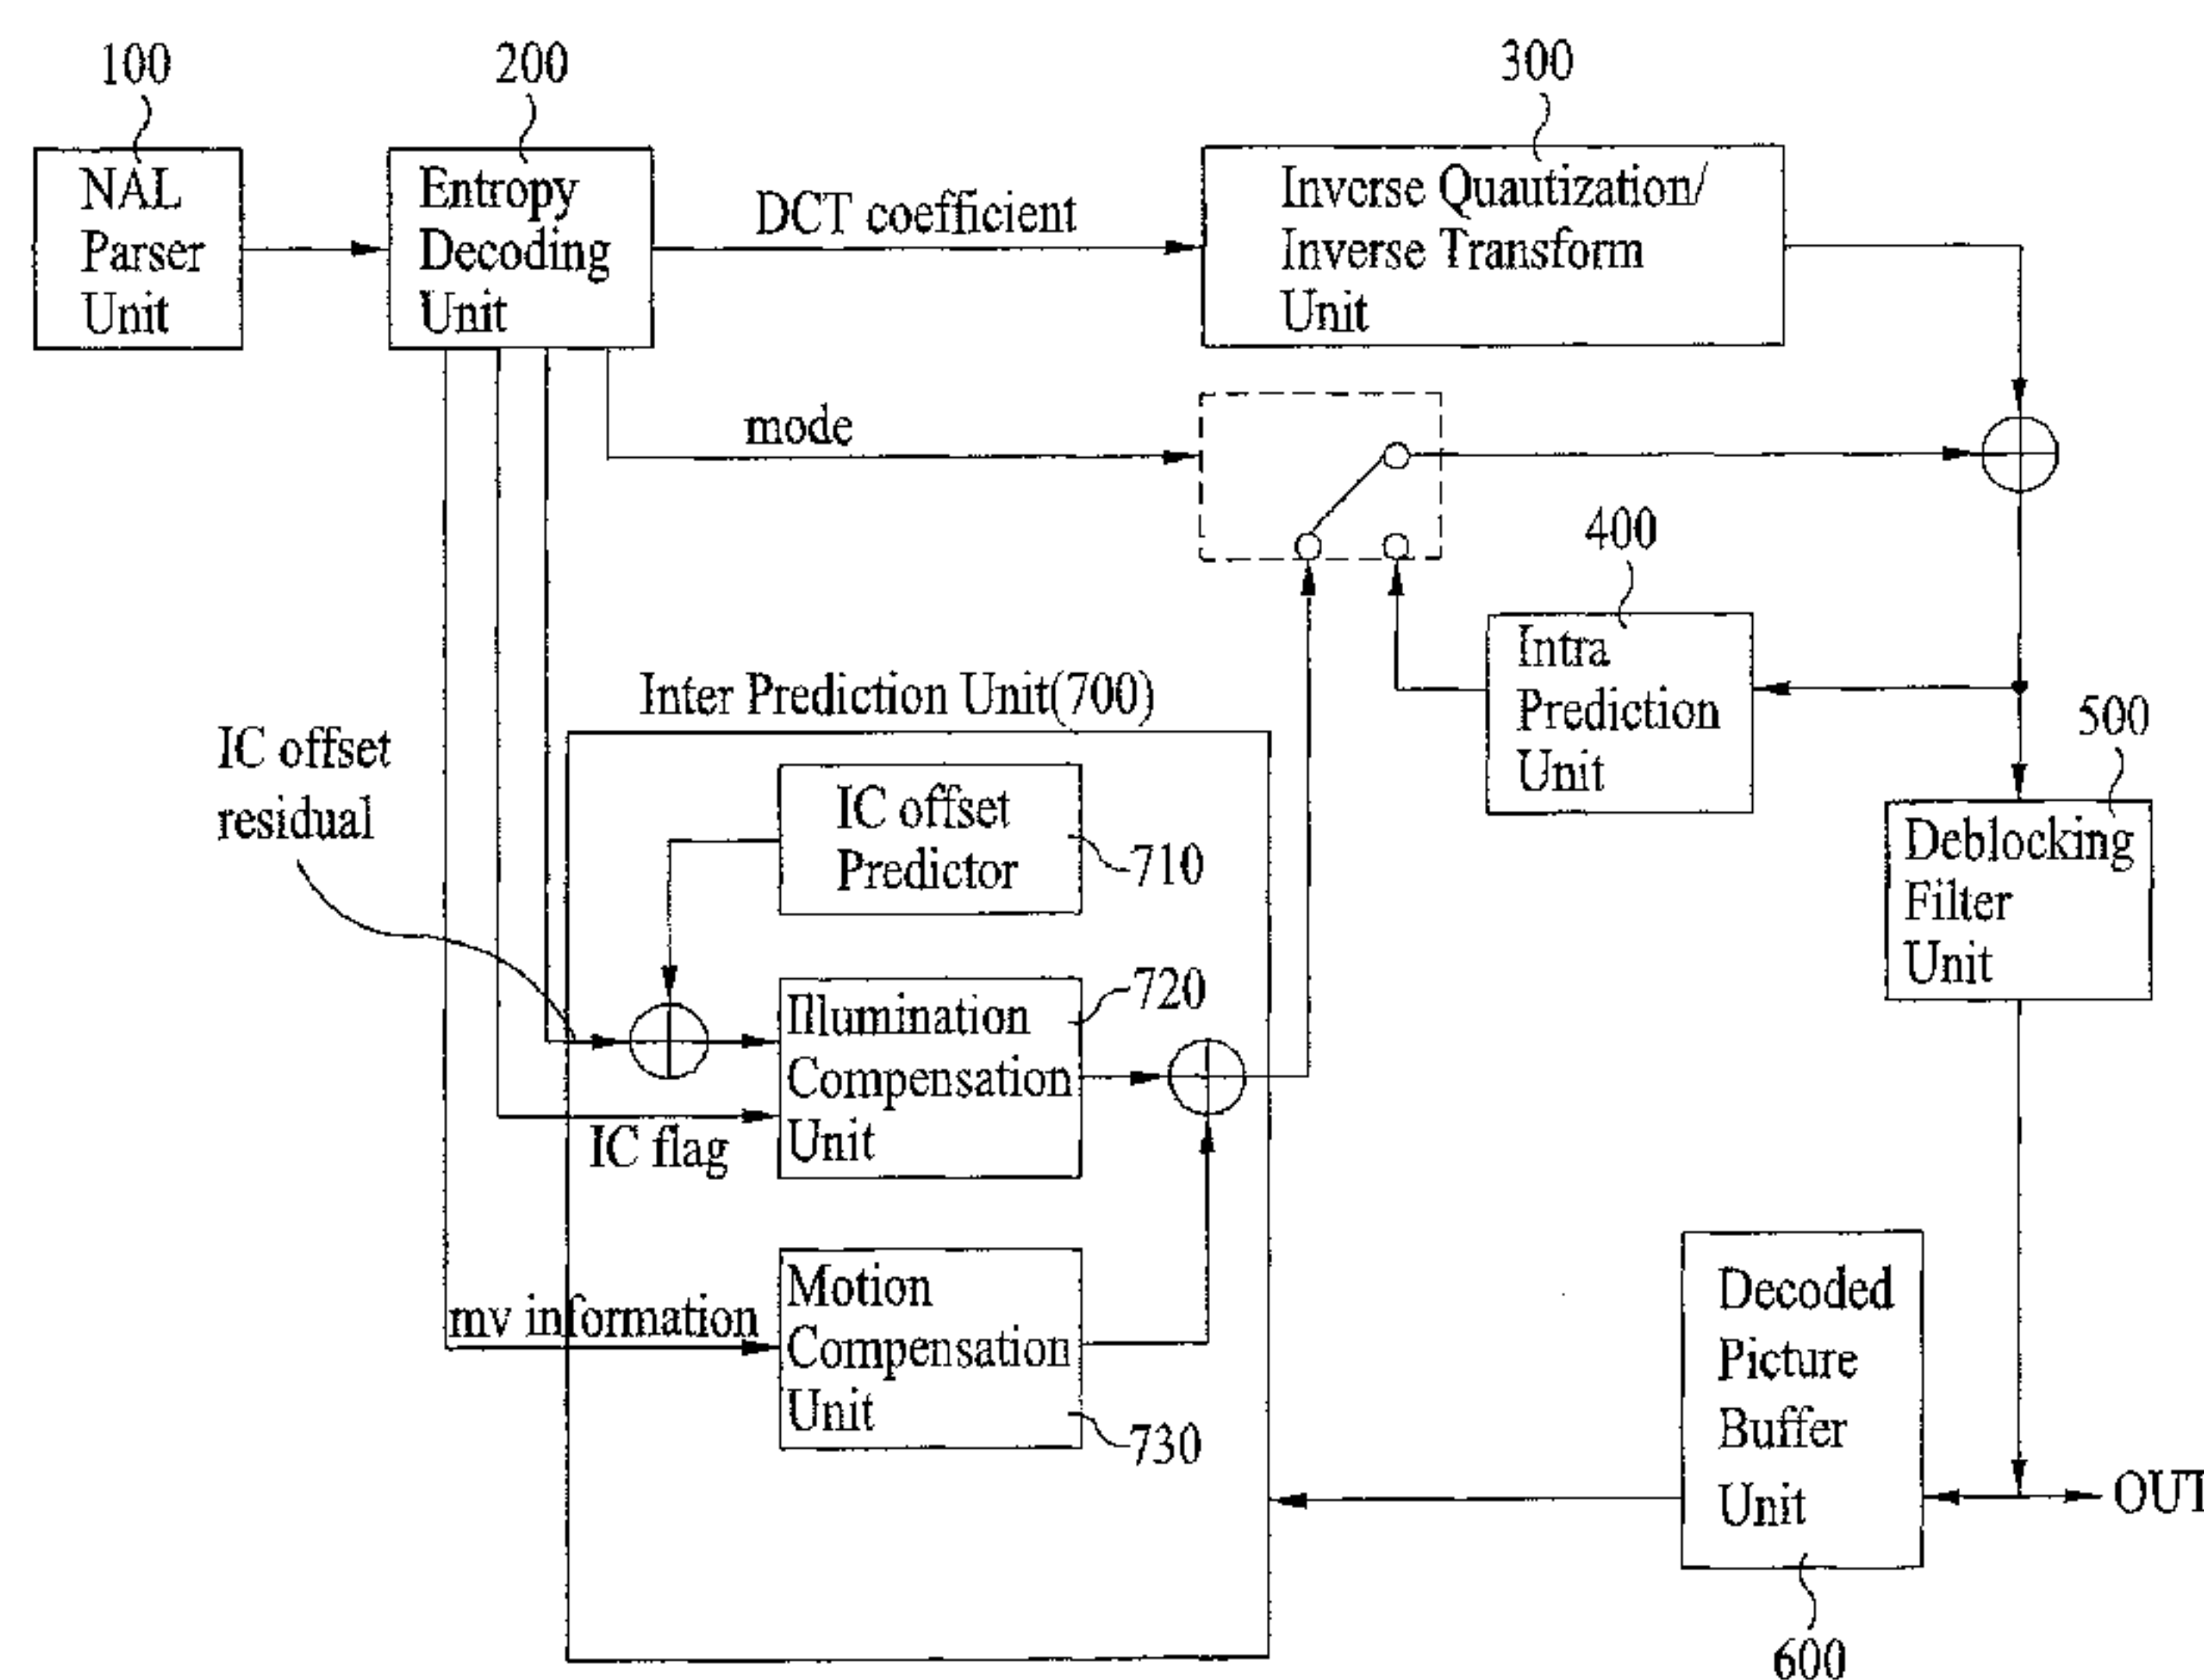 100
200
300
NAL
Parser
Unit
Entropy
Decoding
Unit
DCT coefficient
Inverse Quautization/
Inverse Transform
Unit
mode
400
Intra
Prediction
Unit
500
Deblocking
Filter
Unit
Inter Prediction Unit(700)
IC offset
residual
IC offset
Predictor
710
720
Illumination
Compensation
Unit
IC flag
mv information
Motion
Compensation
Unit
730
Decoded
Picture
Buffer
Unit
OUT
600